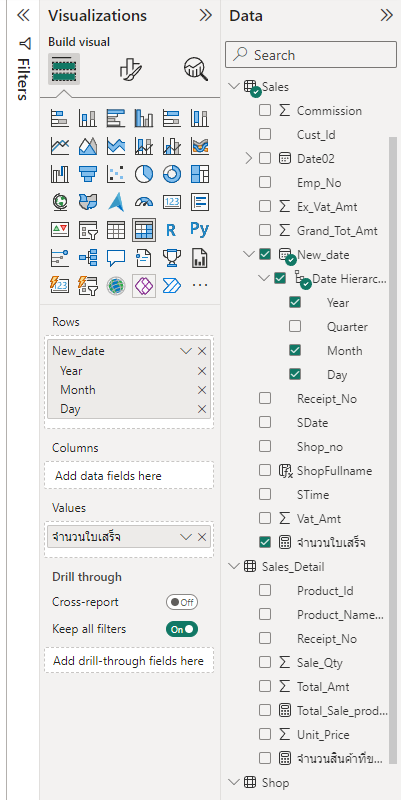 Filters
Visualizations
Build visual
123
R
Py
123
Rows
New_date
Year
Month
Day
Columns
Add data fields here
Values
จำนวนใบเสร็จ
Drill through
Cross-report
Off
Keep all filters
On
Add drill-through fields here
Data
Search
Sales
Commission
Cust_Id
Date02
Emp_No
Ex_Vat_Amt
Grand_Tot_Amt
New_date
Date Hierarc...
Year
Quarter
Month
Day
Receipt_No
SDate
Shop_no
ShopFullname
STime
Vat_Amt
จำนวนใบเสร็จ
Sales_Detail
Product_Id
Product_Name...
Receipt_No
Sale_Qty
Total_Amt
Total_Sale_prod...
Unit_Price
จำนวนสินค้าที่ข...
Shop